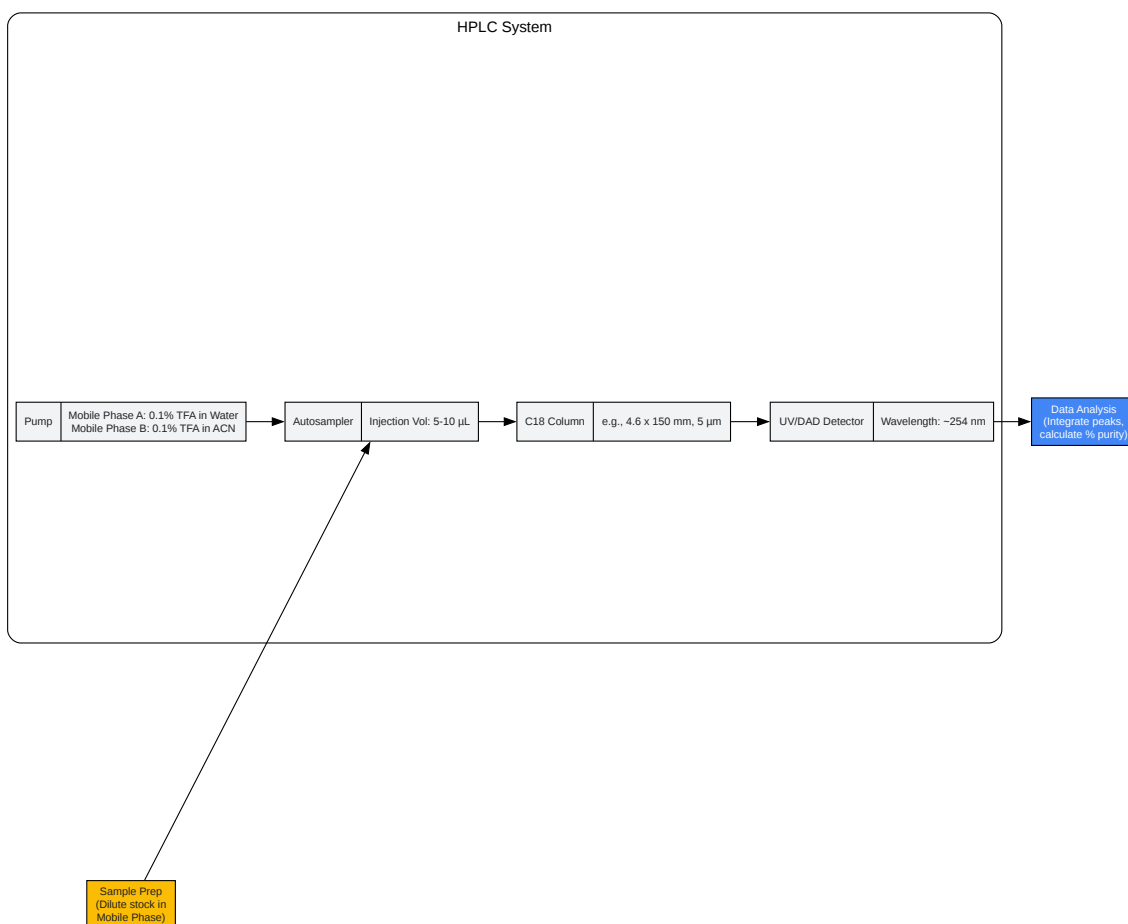 HPLC System
Pump
Mobile Phase A: 0.1% TFA in Water
Mobile Phase B: 0.1% TFA in ACN
Autosampler
Injection Vol: 5-10 µL
C18 Column
e.g., 4.6 x 150 mm, 5 µm
UV/DAD Detector
Wavelength: ~254 nm
Data Analysis
(Integrate peaks,
calculate % purity)
Sample Prep
(Dilute stock in
Mobile Phase)